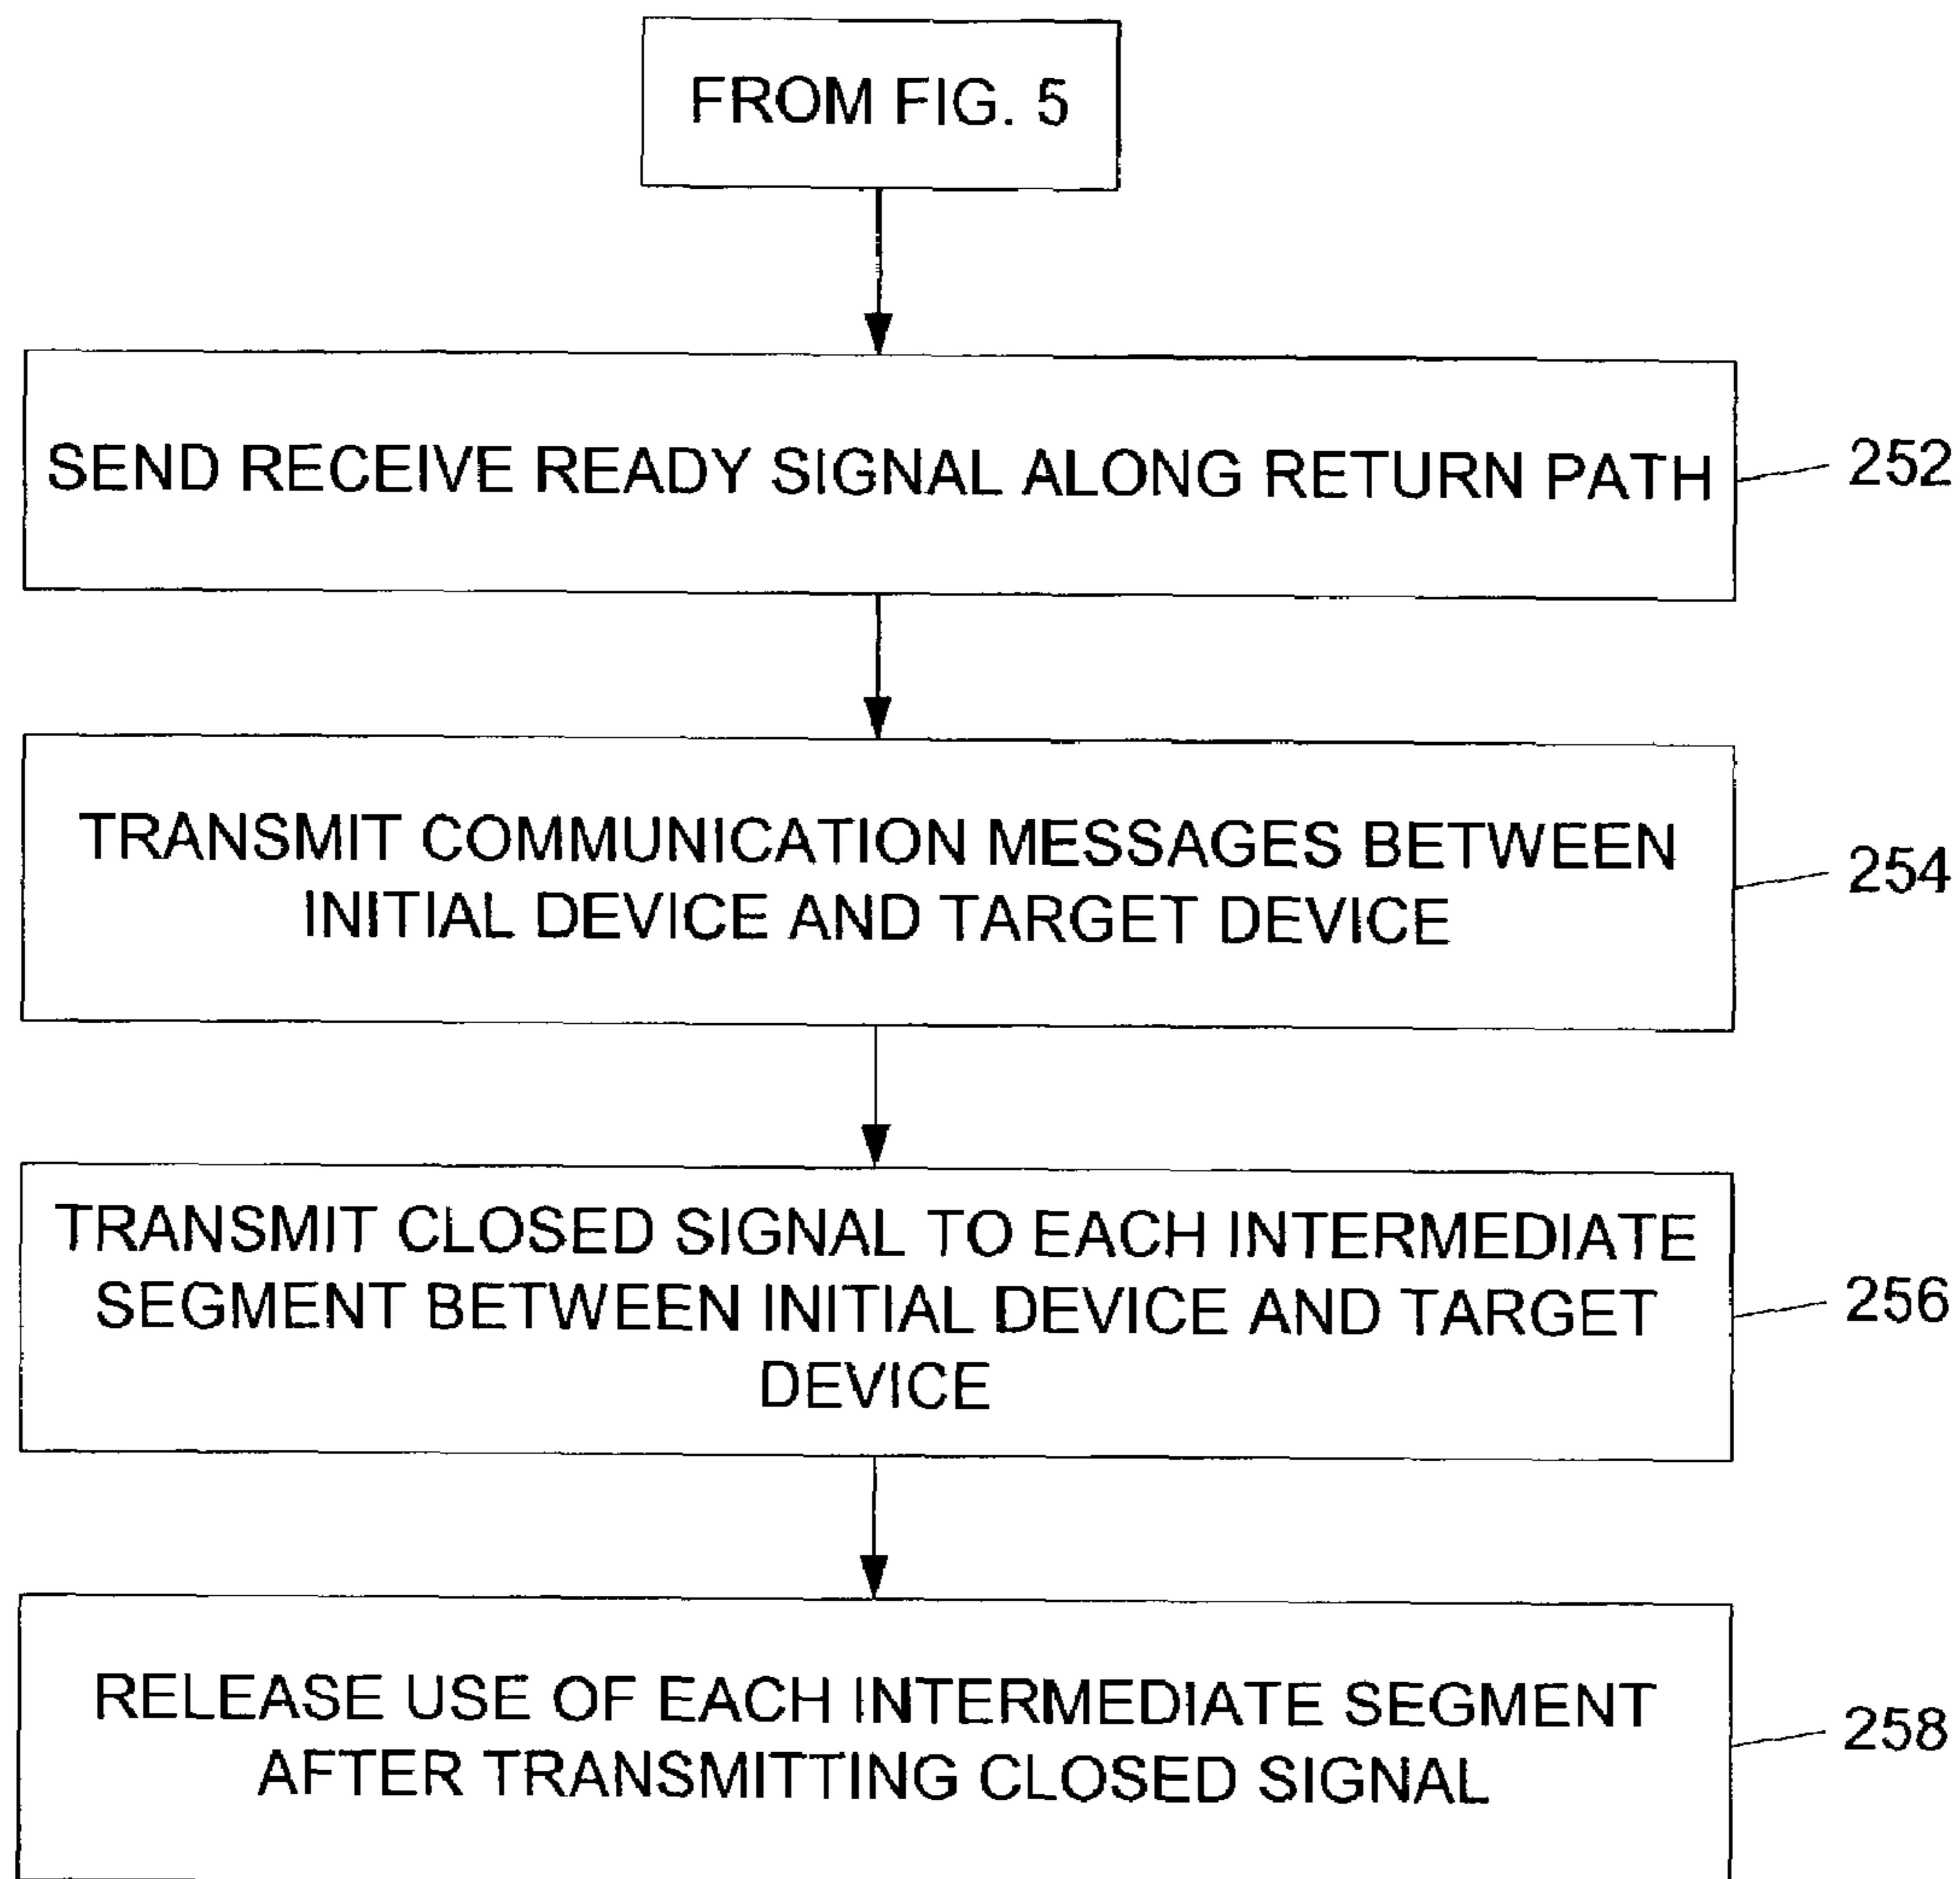 FROM FIG. 5
SEND RECEIVE READY SIGNAL ALONG RETURN PATH
252
TRANSMIT COMMUNICATION MESSAGES BETWEEN
INITIAL DEVICE AND TARGET DEVICE
254
TRANSMIT CLOSED SIGNAL TO EACH INTERMEDIATE
SEGMENT BETWEEN INITIAL DEVICE AND TARGET
DEVICE
256
RELEASE USE OF EACH INTERMEDIATE SEGMENT
AFTER TRANSMITTING CLOSED SIGNAL
258